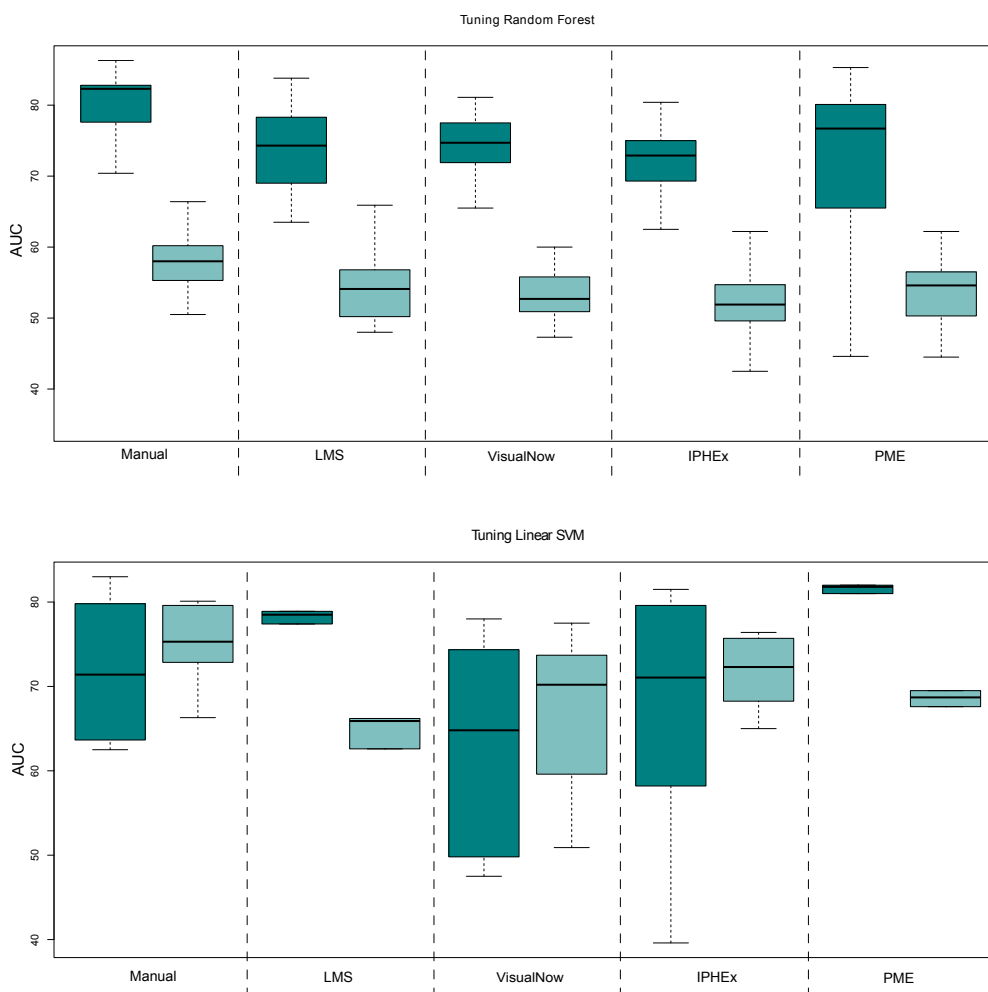 Tuning Random Forest
AUC
80
70
60
50
40
Manual LMS VisualNow IPHEx PME
Tuning Linear SVM
AUC
80
70
60
50
40
Manual LMS VisualNow IPHEx PME